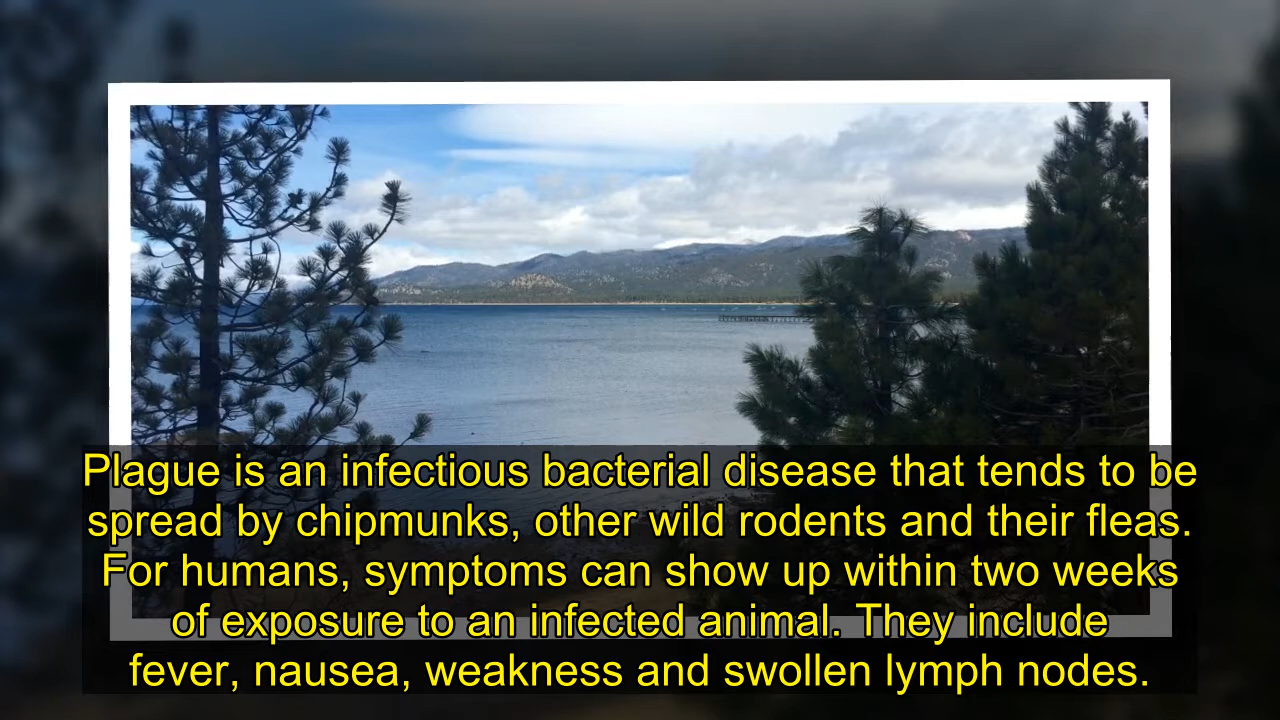 Plague is an infectious bacterial disease that tends to be
spread by chipmunks, other wild rodents and their fleas.
For humans, symptoms can show up within two weeks
of exposure to an infected animal. They include
fever, nausea, weakness and swollen lymph nodes.